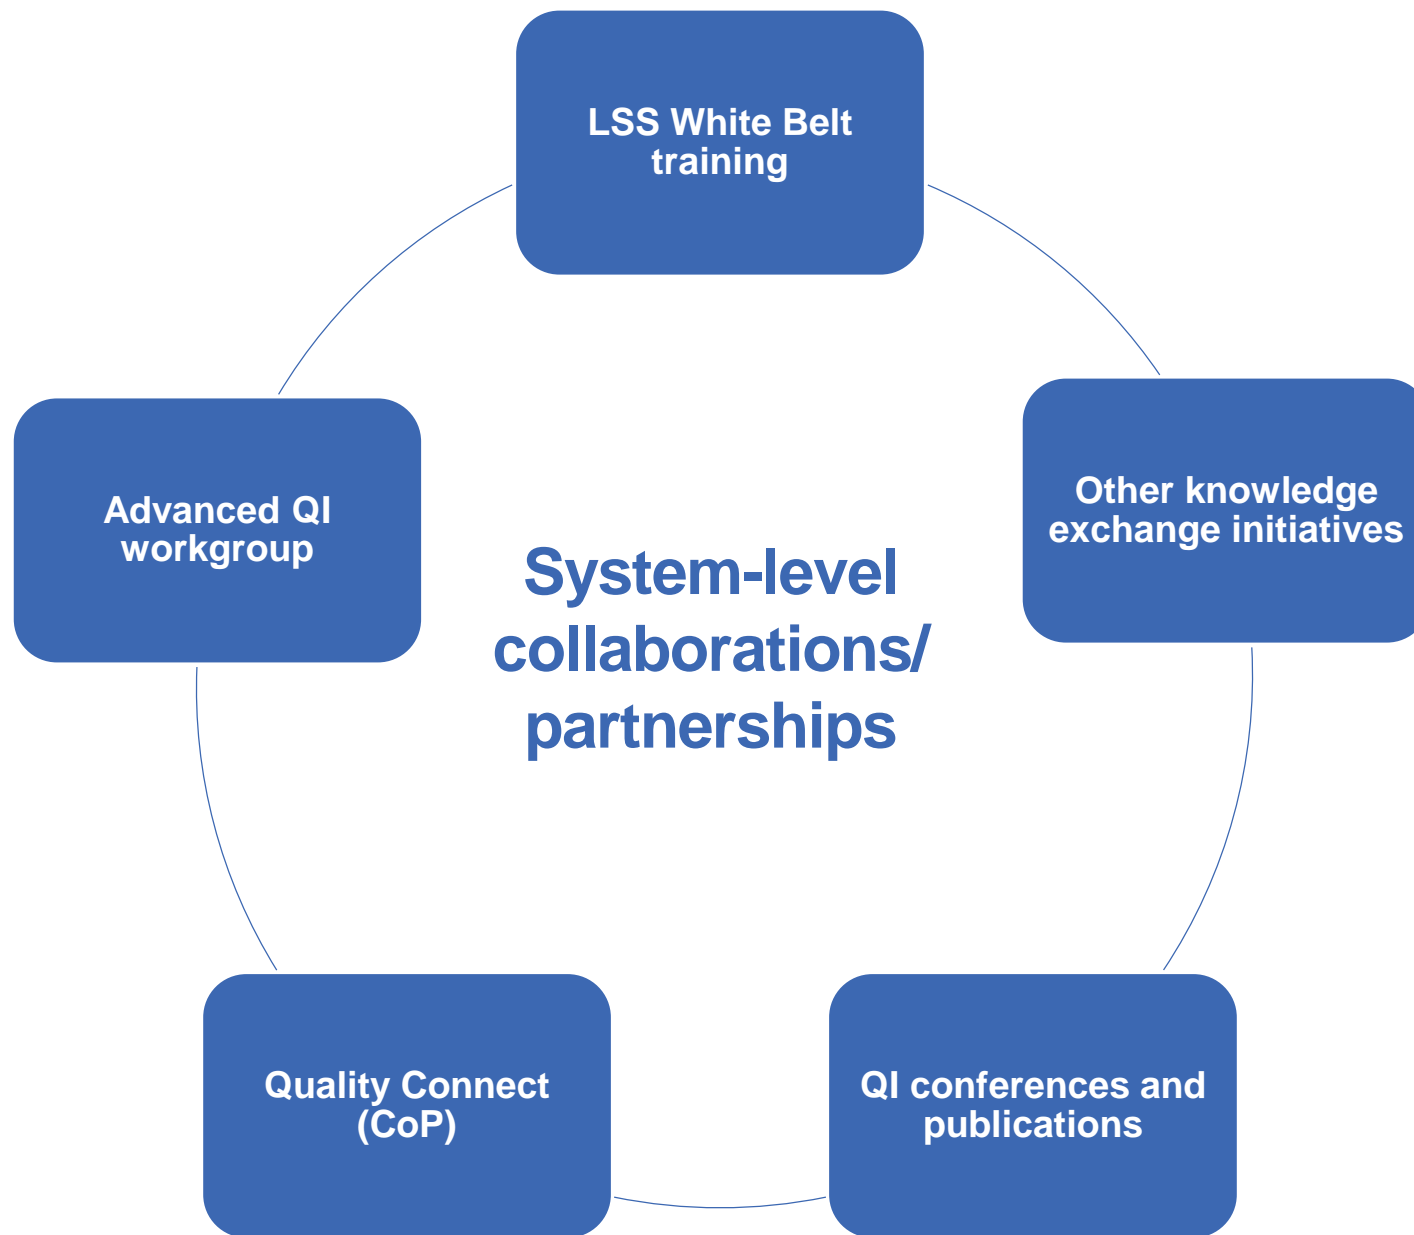 LSS White Belt
training
Other knowledge
exchange initiatives
Advanced QI
workgroup
System-level
collaborations/
partnerships
Quality Connect
(CoP)
QI conferences and
publications